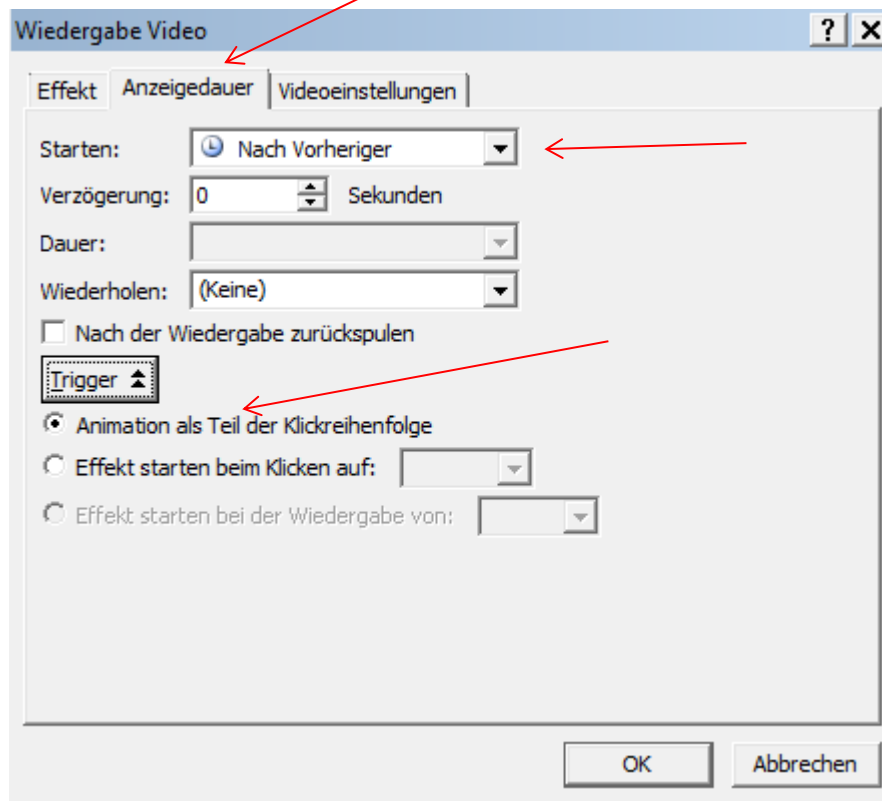 Wiedergabe Video
Effekt Anzeigedauer Videoeinstellungen
Starten: Nach Vorheriger
Verzögerung: 0 Sekunden
Dauer:
Wiederholen: (Keine)
Nach der Wiedergabe zurückspulen
Trigger
Animation als Teil der Klickreihenfolge
Effekt starten beim Klicken auf:
Effekt starten bei der Wiedergabe von:
OK Abbrechen